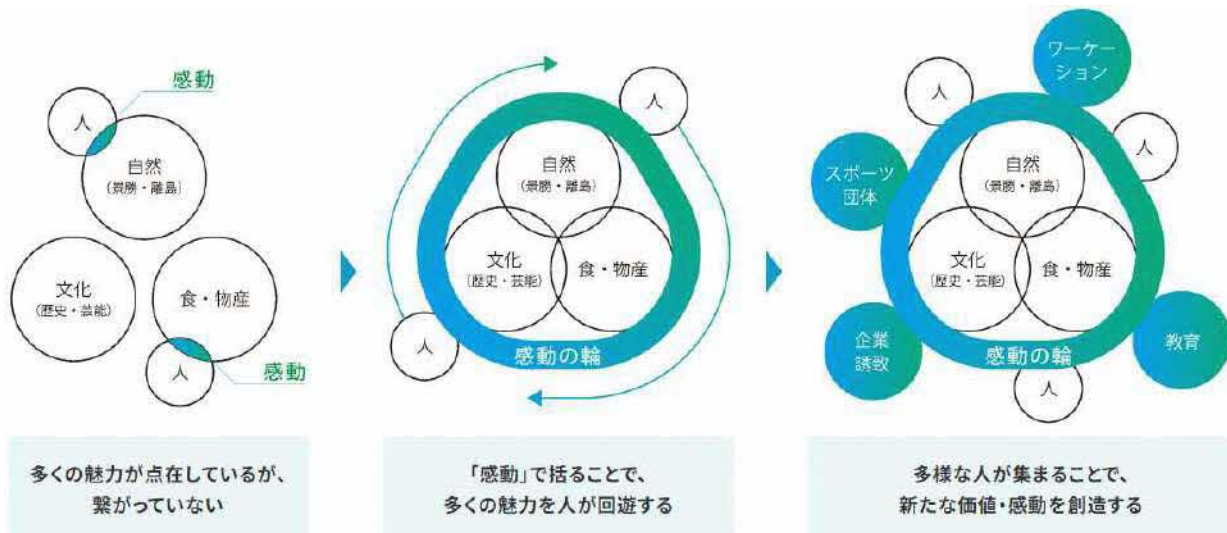 感動
人
自然
(景勝・離島)
文化
(歴史・芸能)
食・物産
人
感動
多くの魅力が点在しているが、
繋がっていない
人
自然
(景勝・離島)
文化
(歴史・芸能)
食・物産
人
感動の輪
「感動」で括ることで、
多くの魅力を人が回遊する
ワーケー
ション
人
人
スポーツ
団体
自然
(景勝・離島)
文化
(歴史・芸能)
食・物産
企業
誘致
感動の輪
教育
人
多様な人が集まることで、
新たな価値・感動を創造する